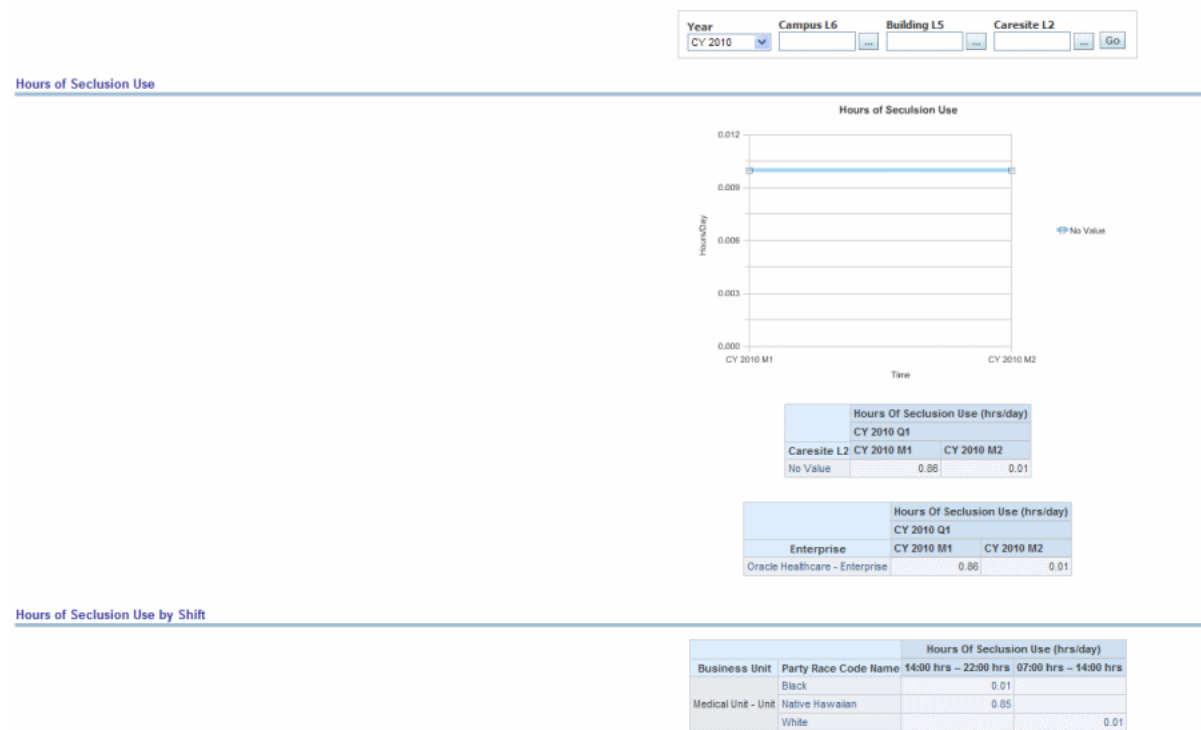 Year Campus L6 Building L5 Caresite L2
CY 2010 ... ... ... Go
Hours of Seclusion Use
Hours of Seculsion Use
0.012
0.009
0.006
0.003
0.000
Hours/Day
No Value
CY 2010 M1 CY 2010 M2
Time
Hours Of Seclusion Use (hrs/day)
CY 2010 Q1
Caresite L2 CY 2010 M1 CY 2010 M2
No Value 0.86 0.01
Hours Of Seclusion Use (hrs/day)
CY 2010 Q1
Enterprise CY 2010 M1 CY 2010 M2
Oracle Healthcare - Enterprise 0.86 0.01
Hours of Seclusion Use by Shift
Hours Of Seclusion Use (hrs/day)
Business Unit Party Race Code Name 14:00 hrs – 22:00 hrs 07:00 hrs – 14:00 hrs
Black 0.01
Medical Unit - Unit Native Hawaiian 0.85
White 0.01